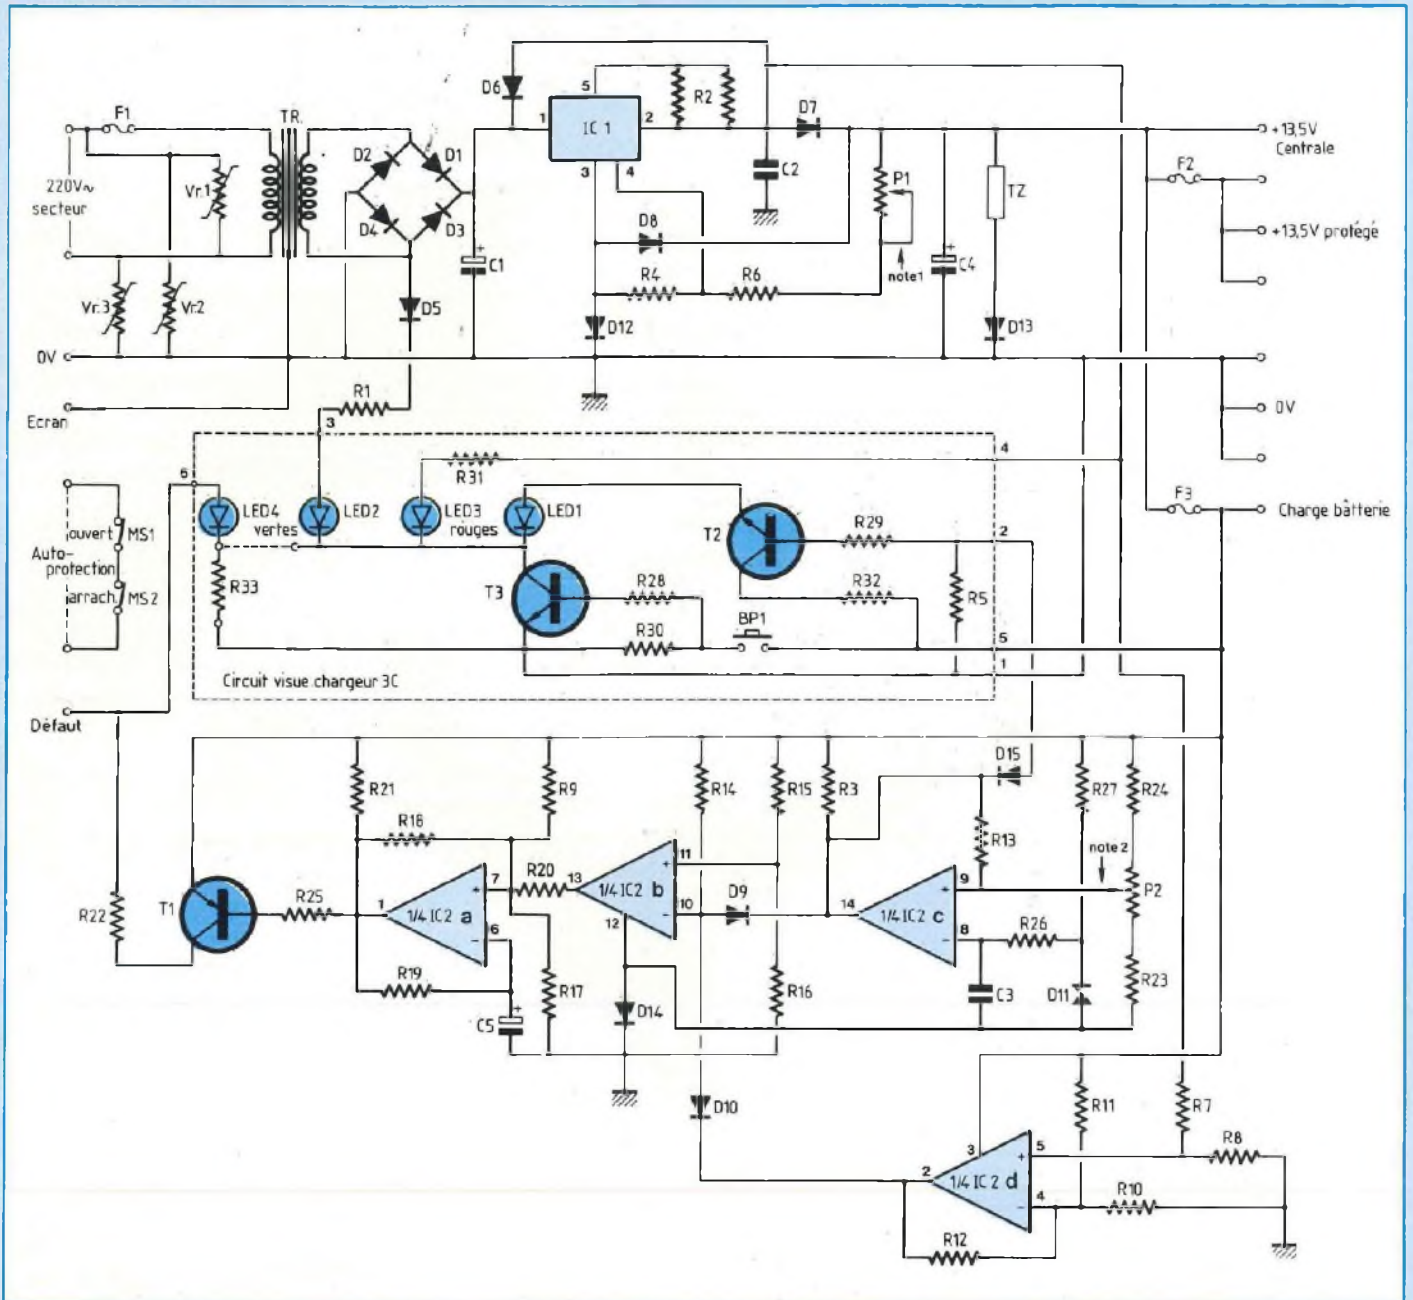 F1
TR.
D6
5
1
IC 1
2
3
4
R2
D7
+13,5V
Centrale
220V~
secteur
Vr.1
D2
D1
D4
D3
C2
P1
TZ
F2
+13,5V protégé
Vr.3
Vr.2
C1
D8
note1
C4
R4
R6
D5
D12
D13
0V
Ecran
R1
3
0V
6
R31
4
F3
Charge bâtterie
LED4
vertes
LED2
LED3
rouges
LED1
T2
R29
2
ouvert
MS1
Auto-
protection
arrach.
MS2
R33
T3
R28
R32
R5
R30
BP1
5
1
Circuit visue chargeur 3C
Défaut
R21
R9
R14
R15
R3
D15
R27
R24
R18
R13
note 2
R22
T1
R25
1
1/4 IC2 a
7
+
6
-
R20
13
1/4 IC2 b
11
+
10
-
12
D9
14
1/4 IC2 c
9
+
8
-
P2
R26
R19
C5
+
R17
D14
R16
C3
D11
R23
D10
R11
R7
3
5
+
R8
2
1/4 IC2 d
4
-
R10
R12